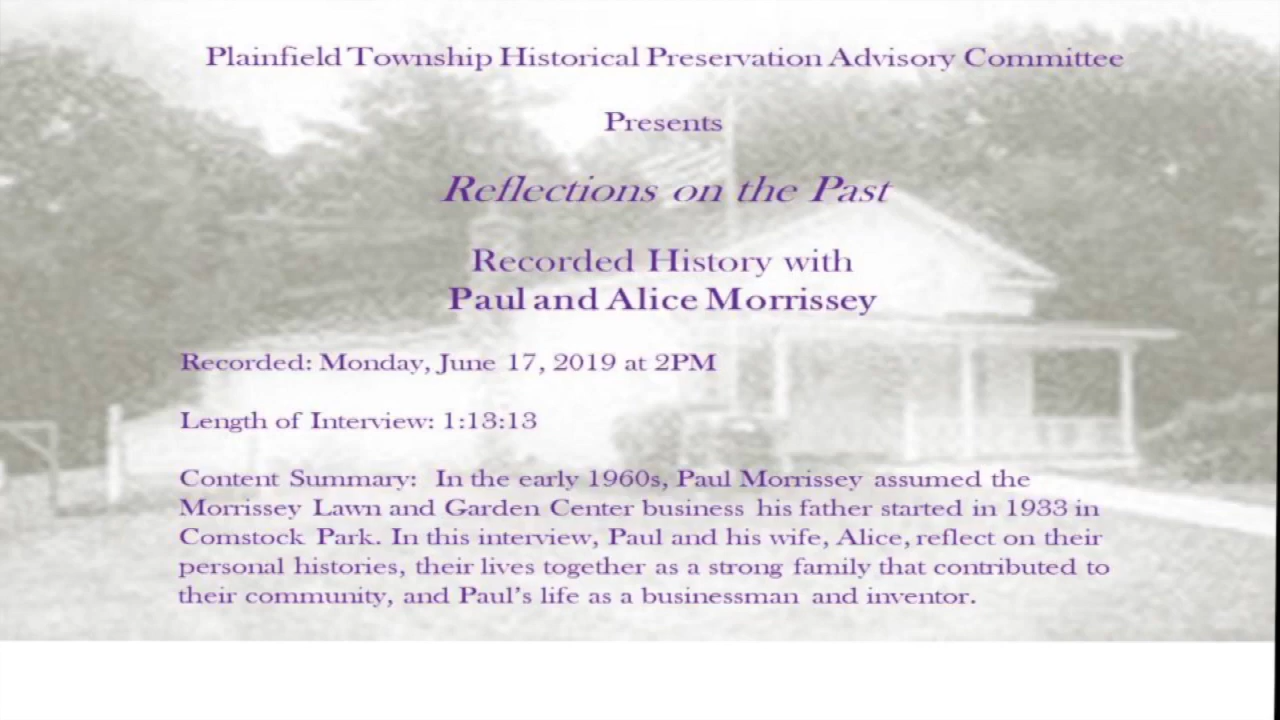 Plainfield Township Historical Preservation Advisory Committee
Presents
Reflections on the Past
Recorded History with
Paul and Alice Morrissey
Recorded: Monday, June 17, 2019 at 2PM
Length of Interview: 1:13:13
Content Summary: In the early 1960s, Paul Morrissey assumed the
Morrissey Lawn and Garden Center business his father started in 1933 in
Comstock Park. In this interview, Paul and his wife, Alice, reflect on their
personal histories, their lives together as a strong family that contributed to
their community, and Paul's life as a businessman and inventor.